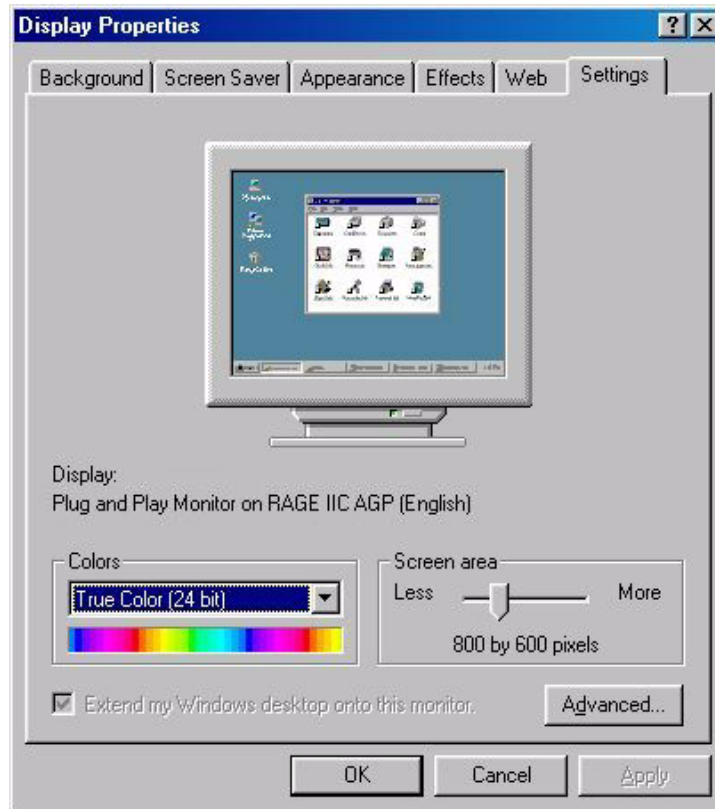 Display Properties
Background Screen Saver Appearance Effects Web Settings
Display:
Plug and Play Monitor on RAGE IIC AGP (English)
Colors
True Color (24 bit)
Screen area
Less More
800 by 600 pixels
Extend my Windows desktop onto this monitor.
Advanced...
OK Cancel Apply